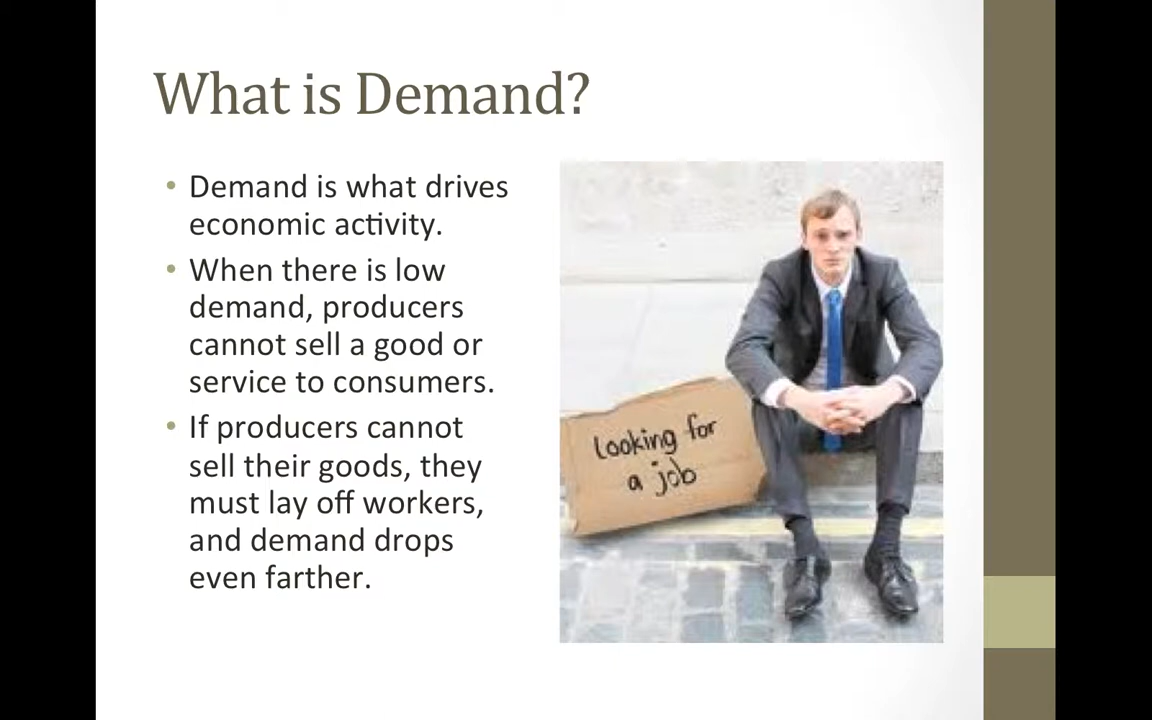 What is Demand?
• Demand is what drives
economic activity.
• When there is low
demand, producers
cannot sell a good or
service to consumers.
• If producers cannot
sell their goods, they
must lay off workers,
and demand drops
even farther.
Looking for
a job